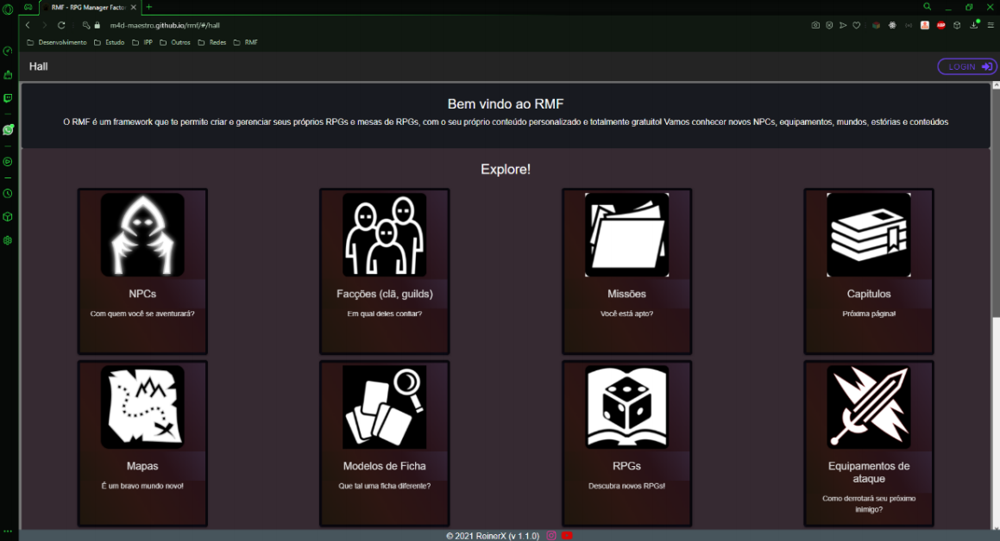 RMF - RPG Manager Facto
m4d-maestro.github.io/rmf/#/hall
Desenvolvimento Estudo IPP Outros Redes RMF
Hall
LOGIN
Bem vindo ao RMF
O RMF é um framework que te permite criar e gerenciar seus próprios RPGs e mesas de RPGs, com o seu próprio conteúdo personalizado e totalmente gratuito! Vamos conhecer novos NPCs, equipamentos, mundos, estórias e conteúdos
Explore!
NPCs
Com quem você se aventurará?
Facções (clã, guilds)
Em qual deles confiar?
Missões
Você está apto?
Capitulos
Próxima página!
Mapas
É um bravo mundo novo!
Modelos de Ficha
Que tal uma ficha diferente?
RPGs
Descubra novos RPGs!
Equipamentos de
ataque
Como derrotará seu próximo
inimigo?
© 2021 ReinerX (v 1.1.0)